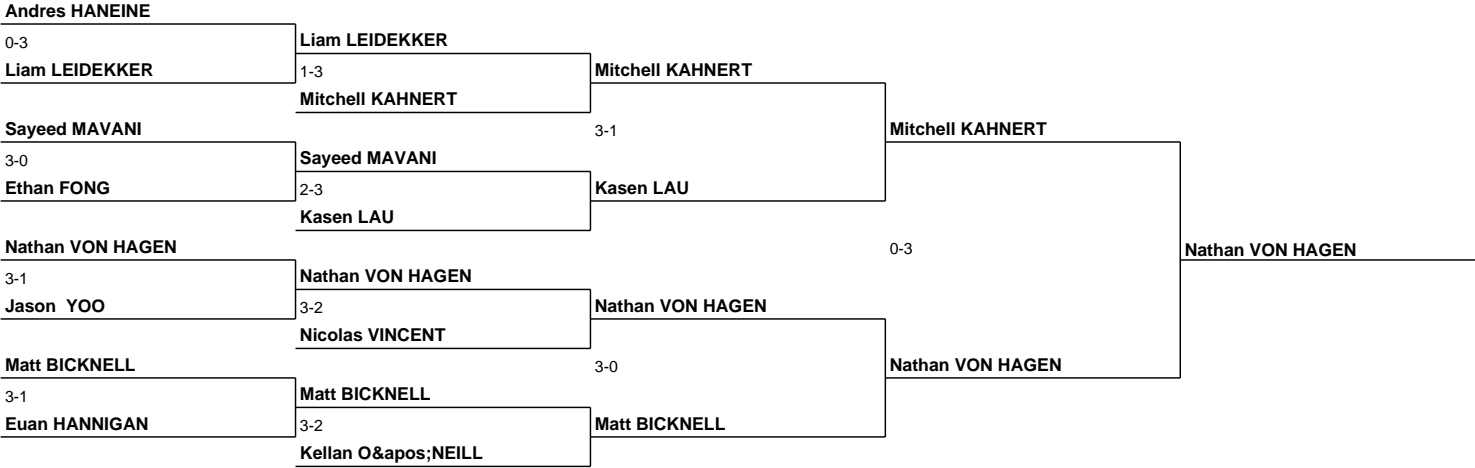 Andres HANEINE
0-3
Liam LEIDEKKER
Liam LEIDEKKER
1-3
Mitchell KAHNERT
Mitchell KAHNERT
Sayeed MAVANI
3-1
Mitchell KAHNERT
3-0
Sayeed MAVANI
Ethan FONG
2-3
Kasen LAU
Kasen LAU
Nathan VON HAGEN
0-3
Nathan VON HAGEN
3-1
Nathan VON HAGEN
Jason  YOO
3-2
Nathan VON HAGEN
Nicolas VINCENT
Matt BICKNELL
3-0
Nathan VON HAGEN
3-1
Matt BICKNELL
Euan HANNIGAN
3-2
Matt BICKNELL
Kellan O&apos;NEILL